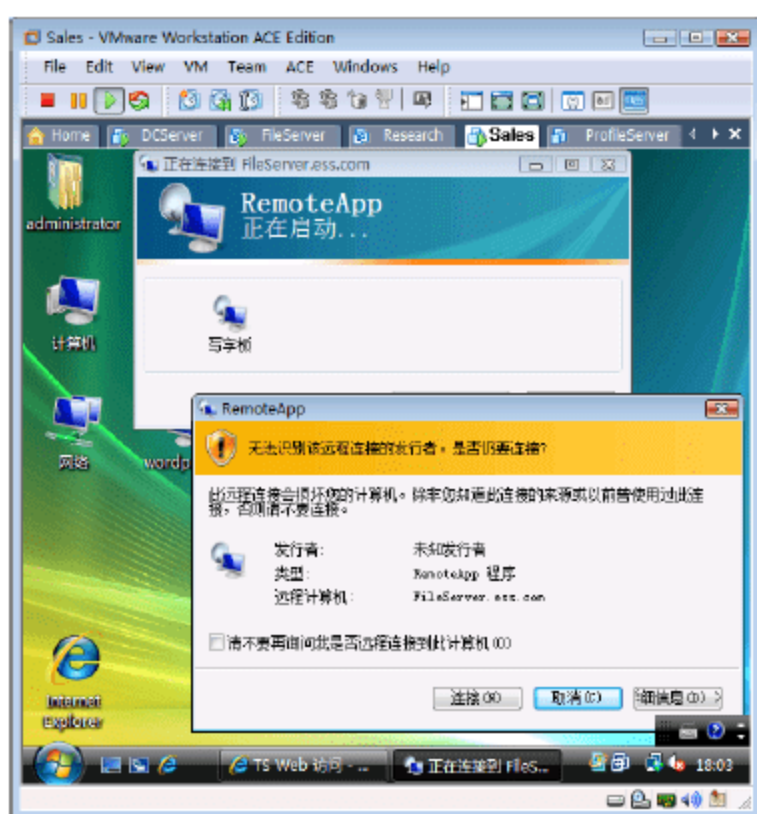 Sales - VMware Workstation ACE Edition
File Edit View VM Team ACE Windows Help
Home DCServer FileServer Research Sales ProfileServer
正在连接到 FileServer.ess.com
administrator
RemoteApp
正在启动...
计算机
写字板
网络
wordp
RemoteApp
无法识别该远程连接的发行者。是否仍要连接?
此远程连接会损坏您的计算机。除非您知道此连接的来源或以前曾使用过此连
接，否则请不要连接。
发行者: 未知发行者
类型: RemoteApp 程序
远程计算机: FileServer.ess.com
请不要再询问我是否远程连接到此计算机(O)
连接(N) 取消(C) 细信息(D) >
Internet
Explorer
TS Web 访问 - ... 正在连接到 FileS... 18:03